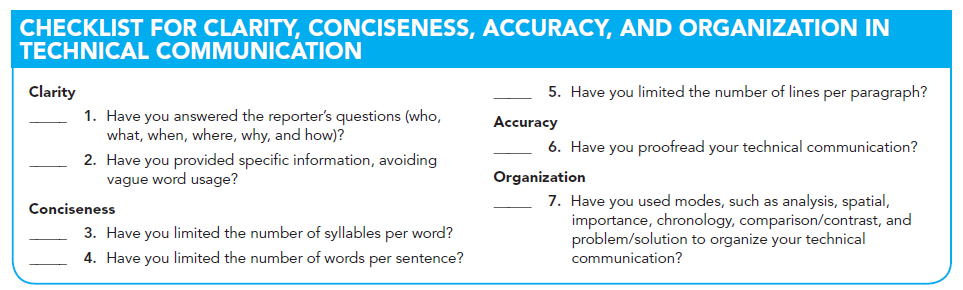 CHECKLIST FOR CLARITY, CONCISENESS, ACCURACY, AND ORGANIZATION IN
TECHNICAL COMMUNICATION
Clarity
_____ 1. Have you answered the reporter's questions (who,
what, when, where, why, and how)?
_____ 2. Have you provided specific information, avoiding
vague word usage?
Conciseness
_____ 3. Have you limited the number of syllables per word?
_____ 4. Have you limited the number of words per sentence?
_____ 5. Have you limited the number of lines per paragraph?
Accuracy
_____ 6. Have you proofread your technical communication?
Organization
_____ 7. Have you used modes, such as analysis, spatial,
importance, chronology, comparison/contrast, and
problem/solution to organize your technical
communication?